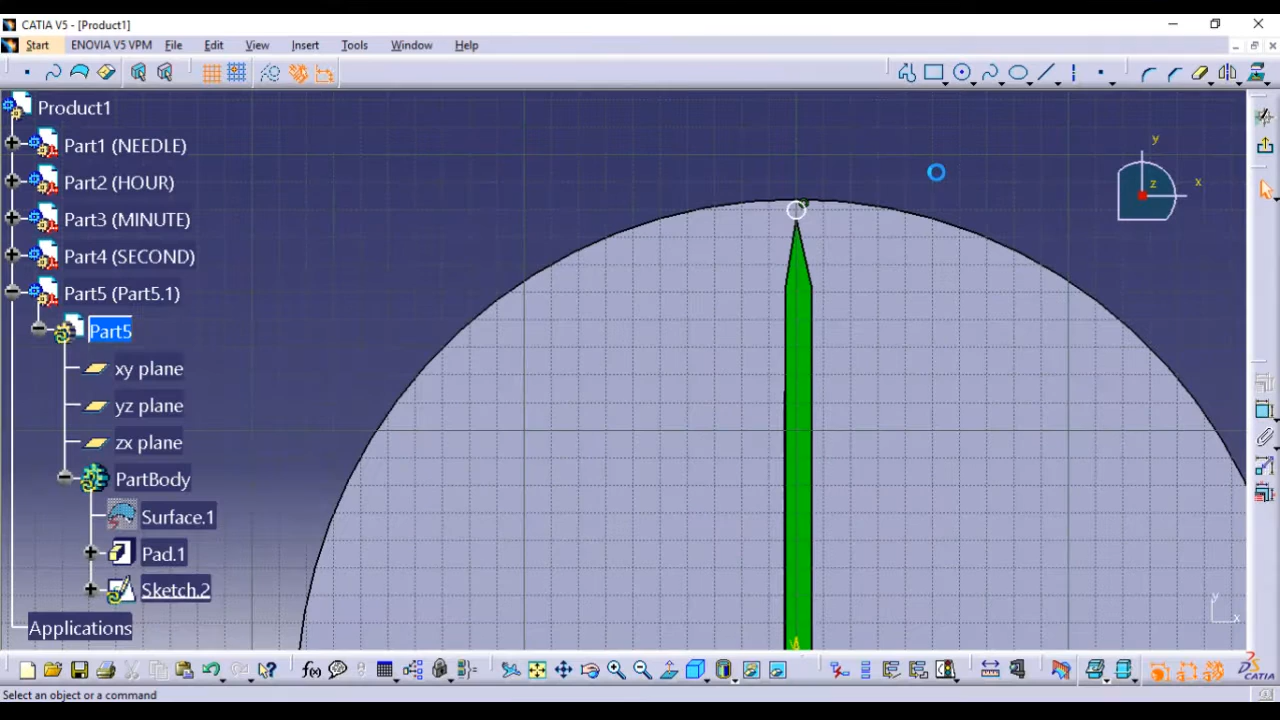 CATIA V5 - [Product1]
Start ENOVIA V5 VPM File Edit View Insert Tools Window Help
Product1
Part1 (NEEDLE)
Part2 (HOUR)
Part3 (MINUTE)
Part4 (SECOND)
Part5 (Part5.1)
Part5
xy plane
yz plane
zx plane
PartBody
Surface.1
Pad.1
Sketch.2
Applications
y
z x
y
x
f(x)
CATIA
Select an object or a command